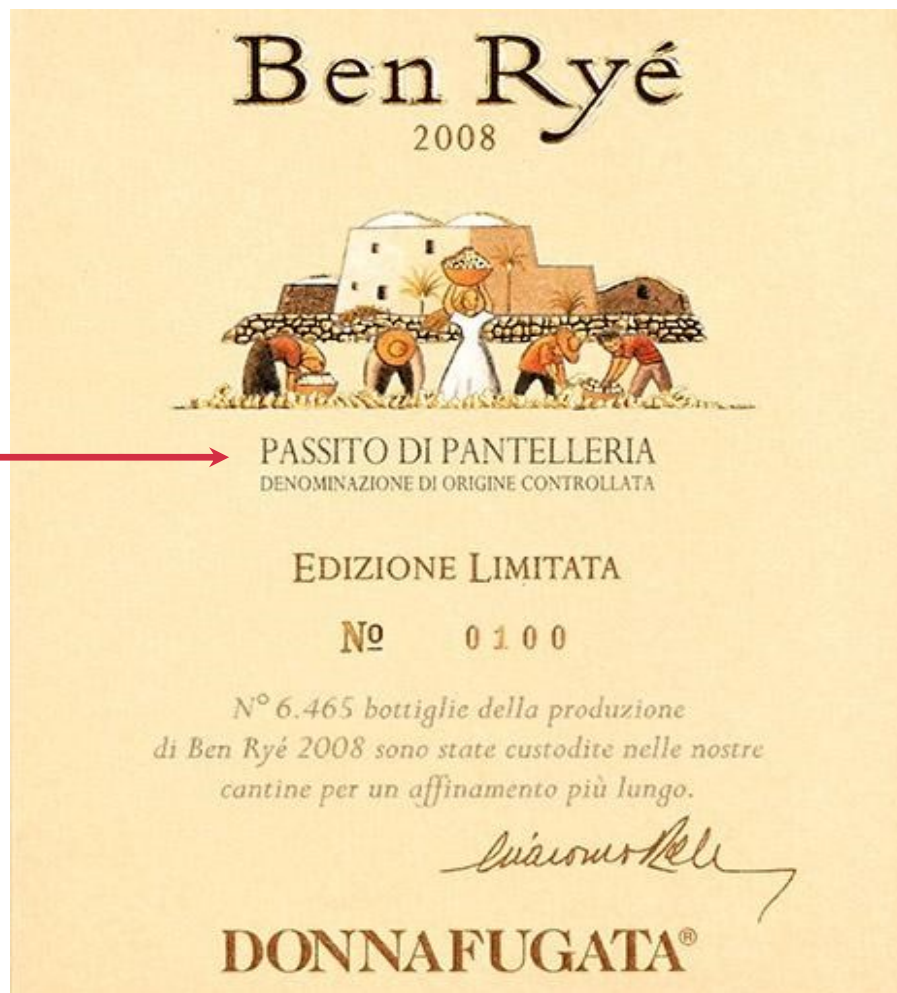 Ben Ryé
2008
PASSITO DI PANTELLERIA
DENOMINAZIONE DI ORIGINE CONTROLLATA
EDIZIONE LIMITATA
Nº 0100
N° 6.465 bottiglie della produzione
di Ben Ryé 2008 sono state custodite nelle nostre
cantine per un affinamento più lungo.
DONNAFUGATA®